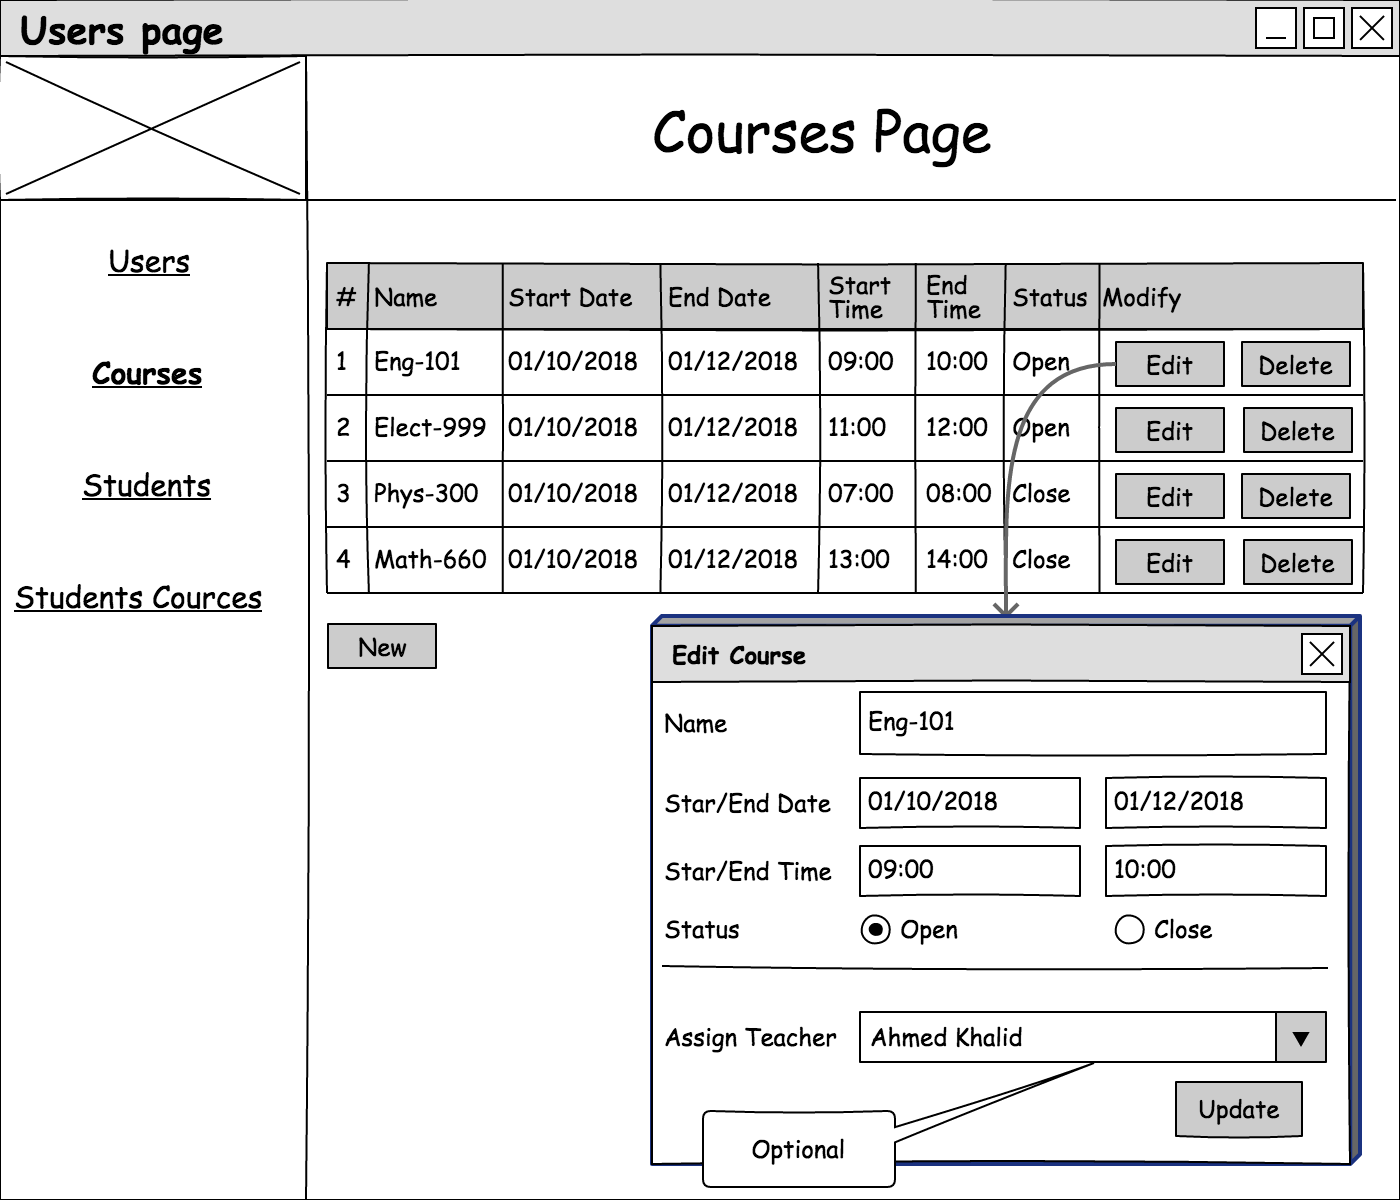 Users page
Courses Page
Users
Courses
Students
Students Cources
# Name Start Date End Date Start Time End Time Status Modify
1 Eng-101 01/10/2018 01/12/2018 09:00 10:00 Open Edit Delete
2 Elect-999 01/10/2018 01/12/2018 11:00 12:00 Open Edit Delete
3 Phys-300 01/10/2018 01/12/2018 07:00 08:00 Close Edit Delete
4 Math-660 01/10/2018 01/12/2018 13:00 14:00 Close Edit Delete
New
Edit Course
Name Eng-101
Star/End Date 01/10/2018 01/12/2018
Star/End Time 09:00 10:00
Status Open Close
Assign Teacher Ahmed Khalid
Update
Optional